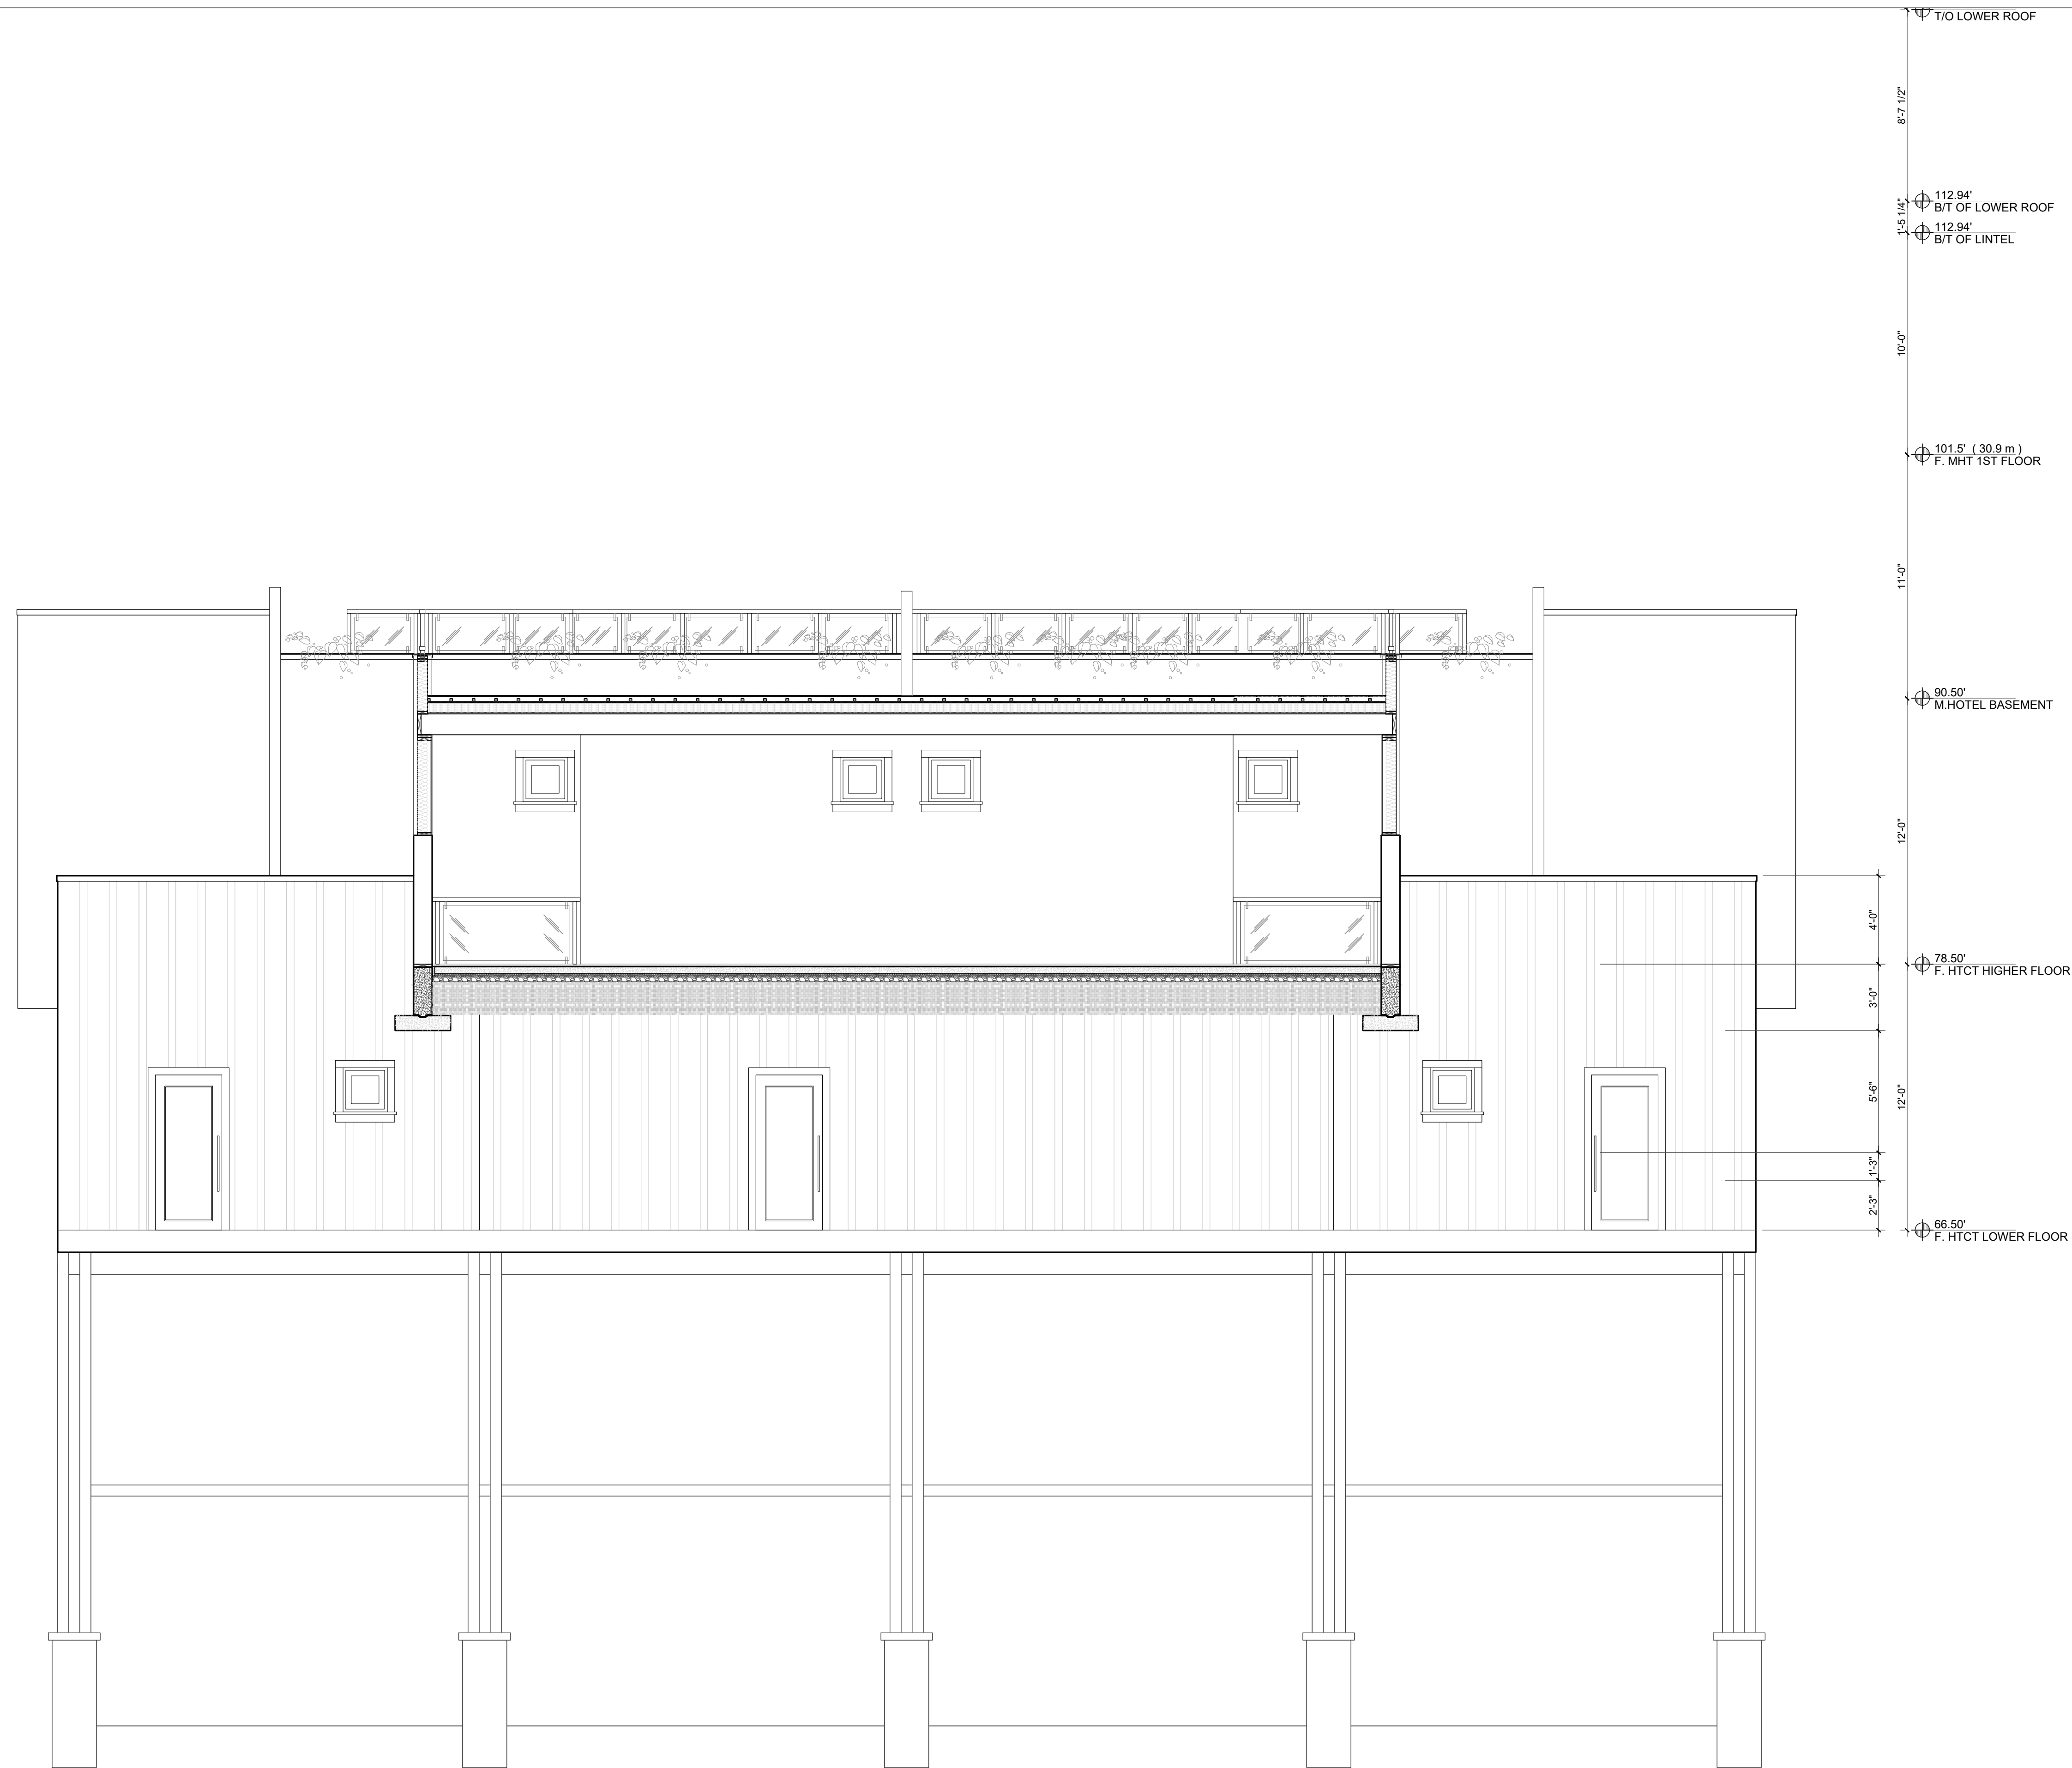 T/O LOWER ROOF
8'-7 1/2"
112.94'
B/T OF LOWER ROOF
1'-5 1/4"
112.94'
B/T OF LINTEL
10'-0"
101.5' ( 30.9 m )
F. MHT 1ST FLOOR
11'-0"
90.50'
M.HOTEL BASEMENT
12'-0"
4'-0"
78.50'
F. HTCT HIGHER FLOOR
3'-0"
5'-6"
12'-0"
1'-3"
2'-3"
66.50'
F. HTCT LOWER FLOOR